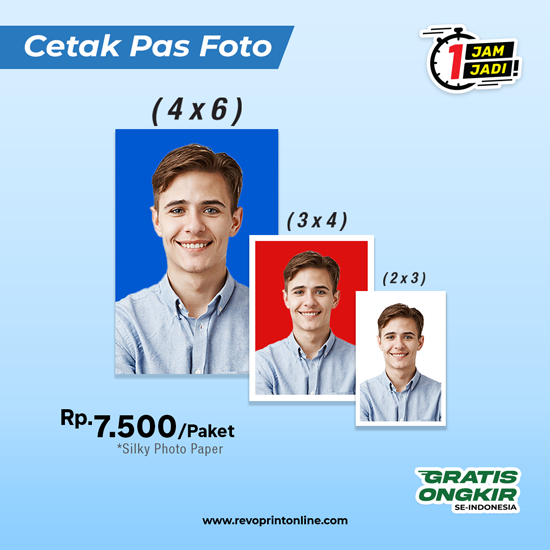 Cetak Pas Foto
1 JAM
JADI!
(4 x 6)
(3 x 4)
(2 x 3)
Rp.7.500/Paket
*Silky Photo Paper
GRATIS
ONGKIR
SE-INDONESIA
www.revoprintonline.com